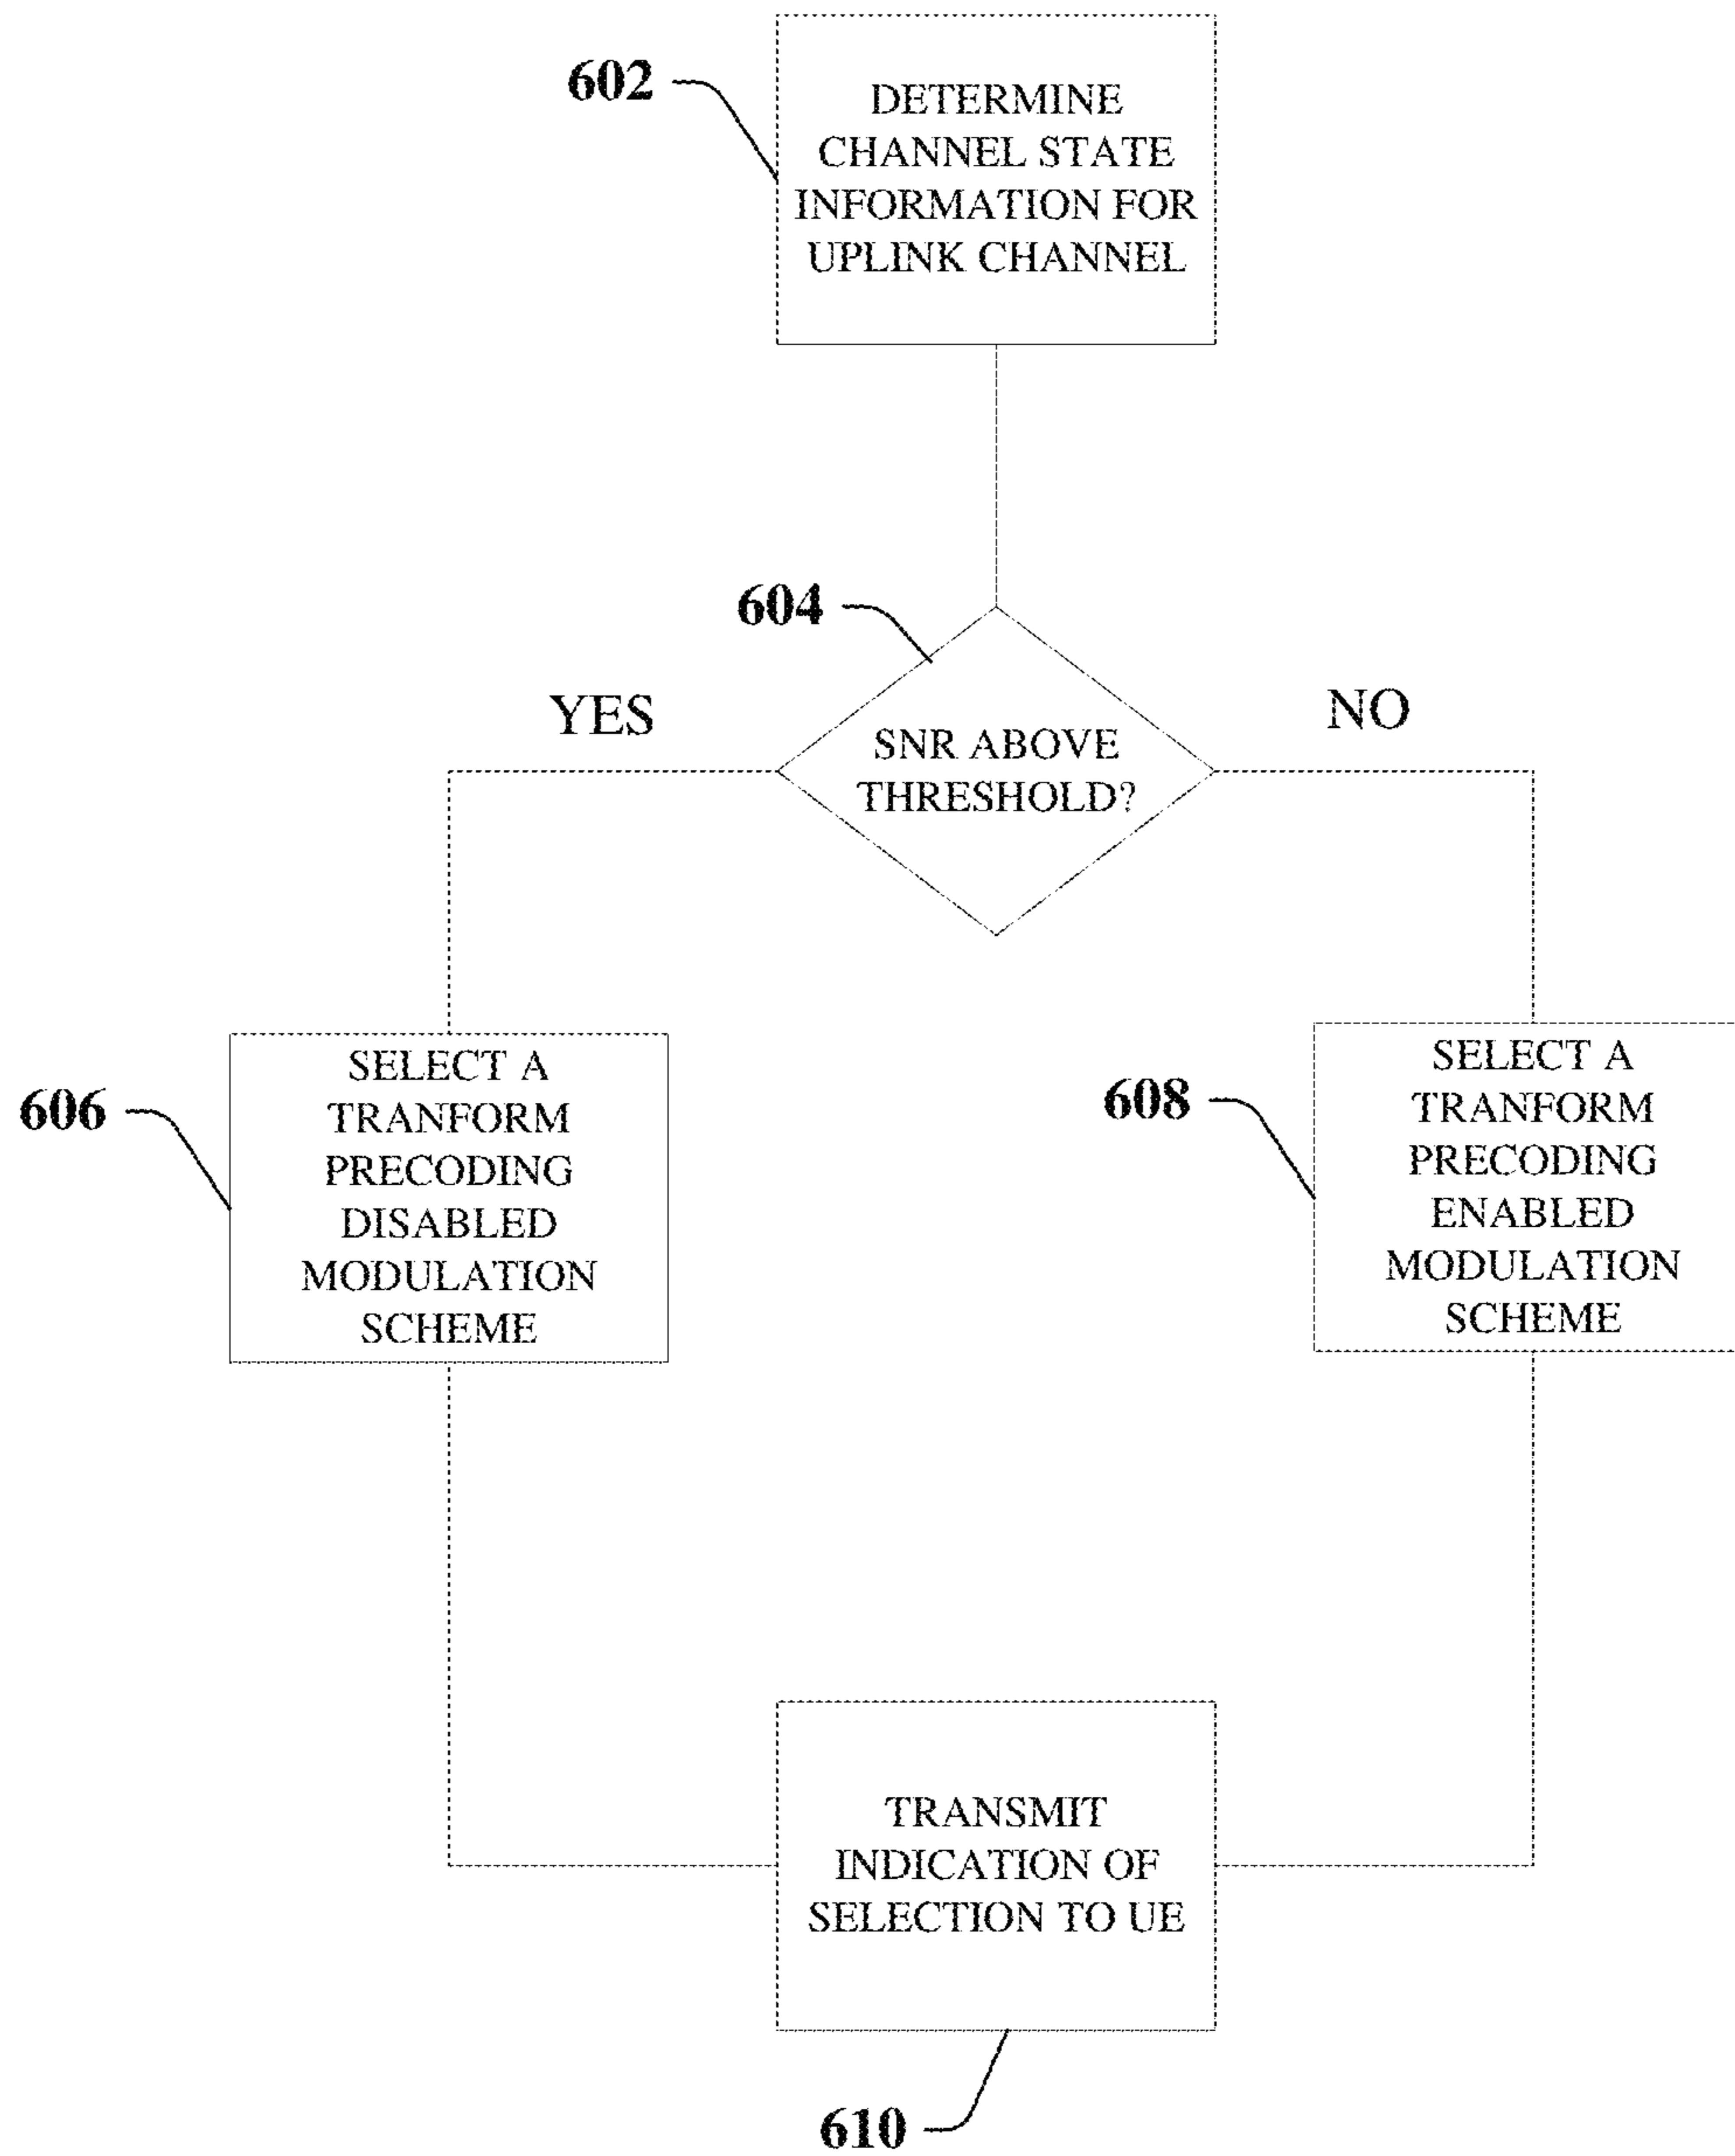 602
DETERMINE
CHANNEL STATE
INFORMATION FOR
UPLINK CHANNEL
604
YES
NO
SNR ABOVE
THRESHOLD?
606
SELECT A
TRANFORM
PRECODING
DISABLED
MODULATION
SCHEME
608
SELECT A
TRANFORM
PRECODING
ENABLED
MODULATION
SCHEME
TRANSMIT
INDICATION OF
SELECTION TO UE
610